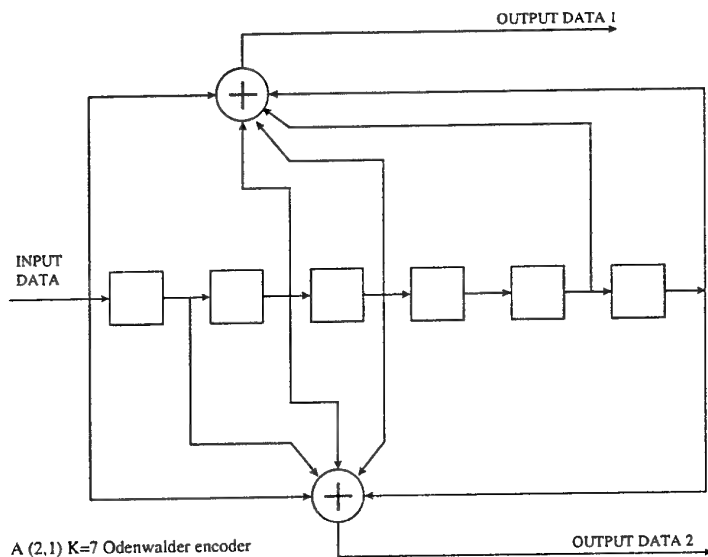 OUTPUT DATA 1
INPUT
DATA
A (2,1) K=7 Odenwalder encoder
OUTPUT DATA 2